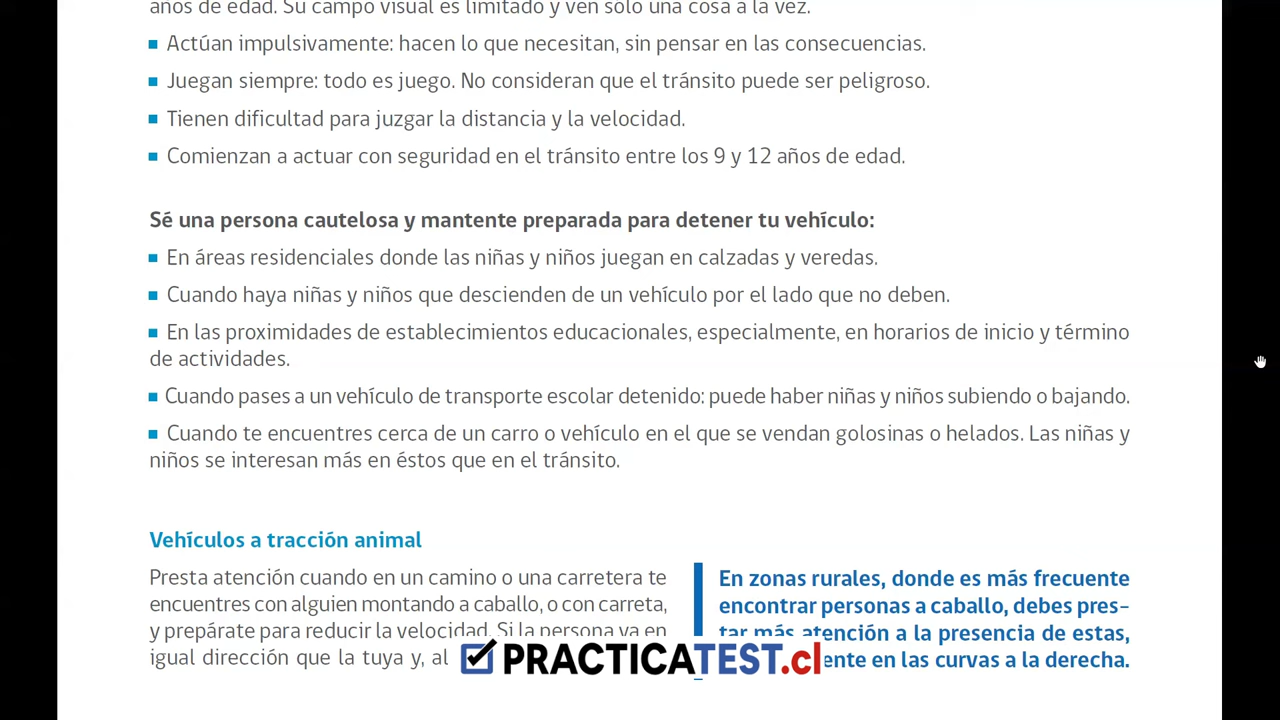 años de edad. Su campo visual es limitado y ven sólo una cosa a la vez.
▪ Actúan impulsivamente: hacen lo que necesitan, sin pensar en las consecuencias.
▪ Juegan siempre: todo es juego. No consideran que el tránsito puede ser peligroso.
▪ Tienen dificultad para juzgar la distancia y la velocidad.
▪ Comienzan a actuar con seguridad en el tránsito entre los 9 y 12 años de edad.
Sé una persona cautelosa y mantente preparada para detener tu vehículo:
▪ En áreas residenciales donde las niñas y niños juegan en calzadas y veredas.
▪ Cuando haya niñas y niños que descienden de un vehículo por el lado que no deben.
▪ En las proximidades de establecimientos educacionales, especialmente, en horarios de inicio y término
de actividades.
▪ Cuando pases a un vehículo de transporte escolar detenido: puede haber niñas y niños subiendo o bajando.
▪ Cuando te encuentres cerca de un carro o vehículo en el que se vendan golosinas o helados. Las niñas y
niños se interesan más en éstos que en el tránsito.
Vehículos a tracción animal
Presta atención cuando en un camino o una carretera te
encuentres con alguien montando a caballo, o con carreta,
y prepárate para reducir la velocidad. Si la persona va en
igual dirección que la tuya y, al
En zonas rurales, donde es más frecuente
encontrar personas a caballo, debes pres-
tar más atención a la presencia de estas,
ente en las curvas a la derecha.
PRACTICATEST.cl